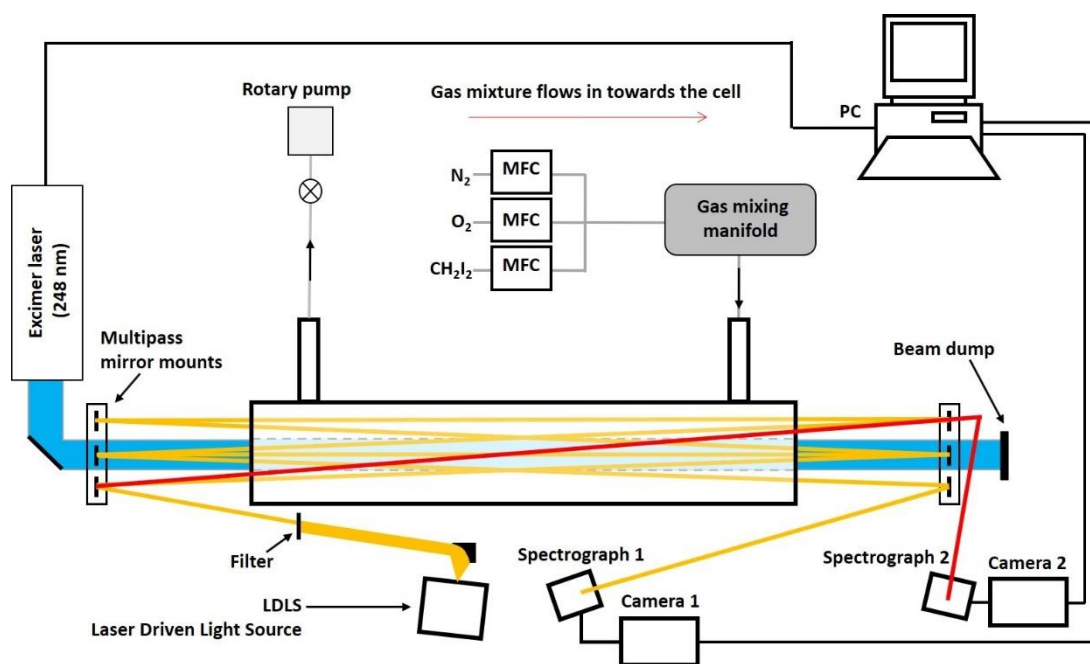 Rotary pump
Gas mixture flows in towards the cell
PC
N₂
MFC
O₂
MFC
CH₂I₂
MFC
Gas mixing
manifold
Excimer laser
(248 nm)
Multipass
mirror mounts
Beam dump
Filter
LDLS
Laser Driven Light Source
Spectrograph 1
Camera 1
Spectrograph 2
Camera 2